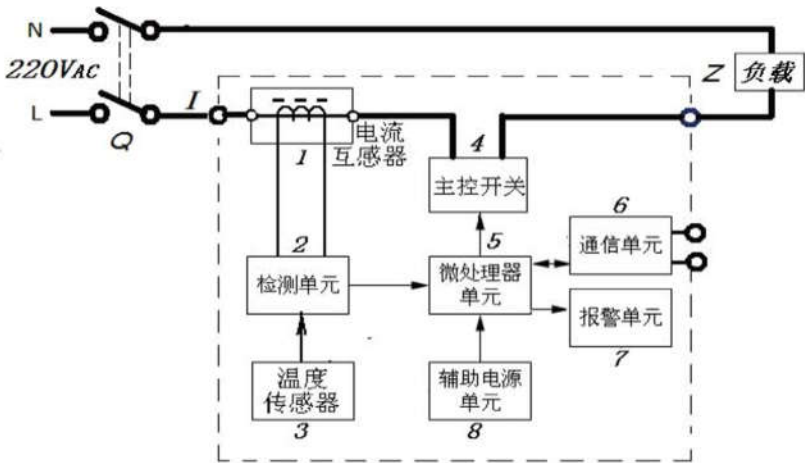 N
220VAC
L
Q
I
Z
负载
1
电流
互感器
4
主控开关
2
检测单元
5
微处理器
单元
6
通信单元
报警单元
7
温度
传感器
3
辅助电源
单元
8